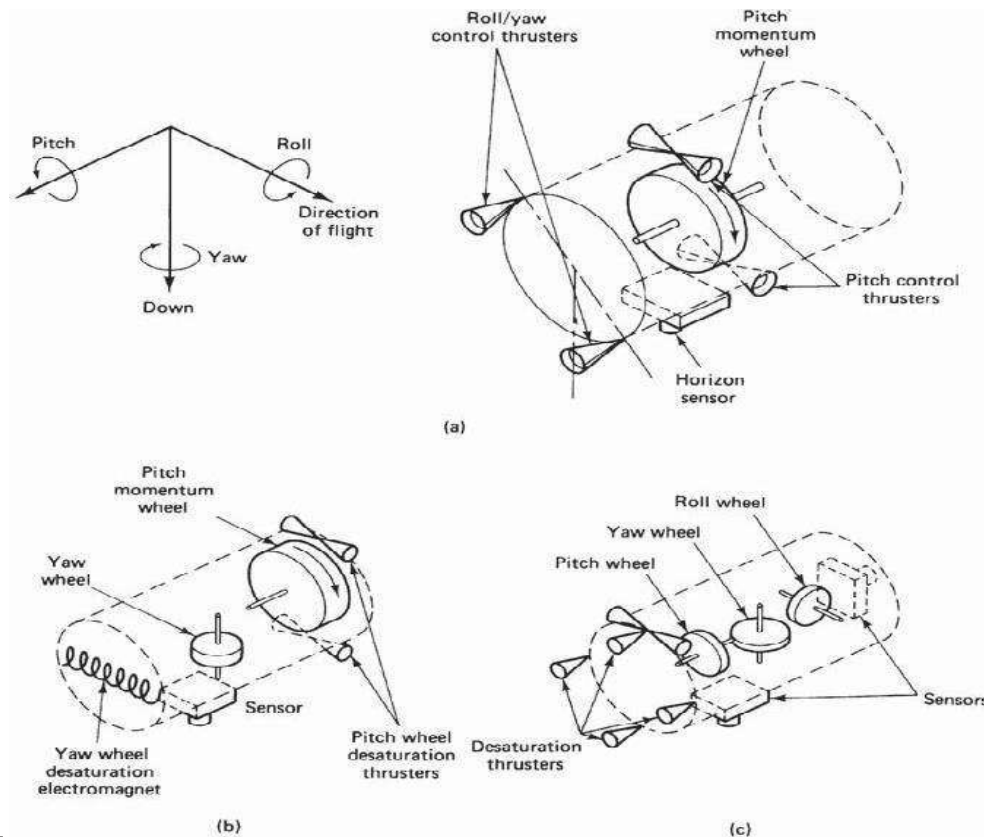 Roll/yaw
control thrusters
Pitch
momentum
wheel
Pitch
Roll
Direction
of flight
Yaw
Down
Pitch control
thrusters
Horizon
sensor
(a)
Pitch
momentum
wheel
Yaw
wheel
Sensor
Yaw wheel
desaturation
electromagnet
Pitch wheel
desaturation
thrusters
(b)
Roll wheel
Yaw wheel
Pitch wheel
Sensors
Desaturation
thrusters
(c)